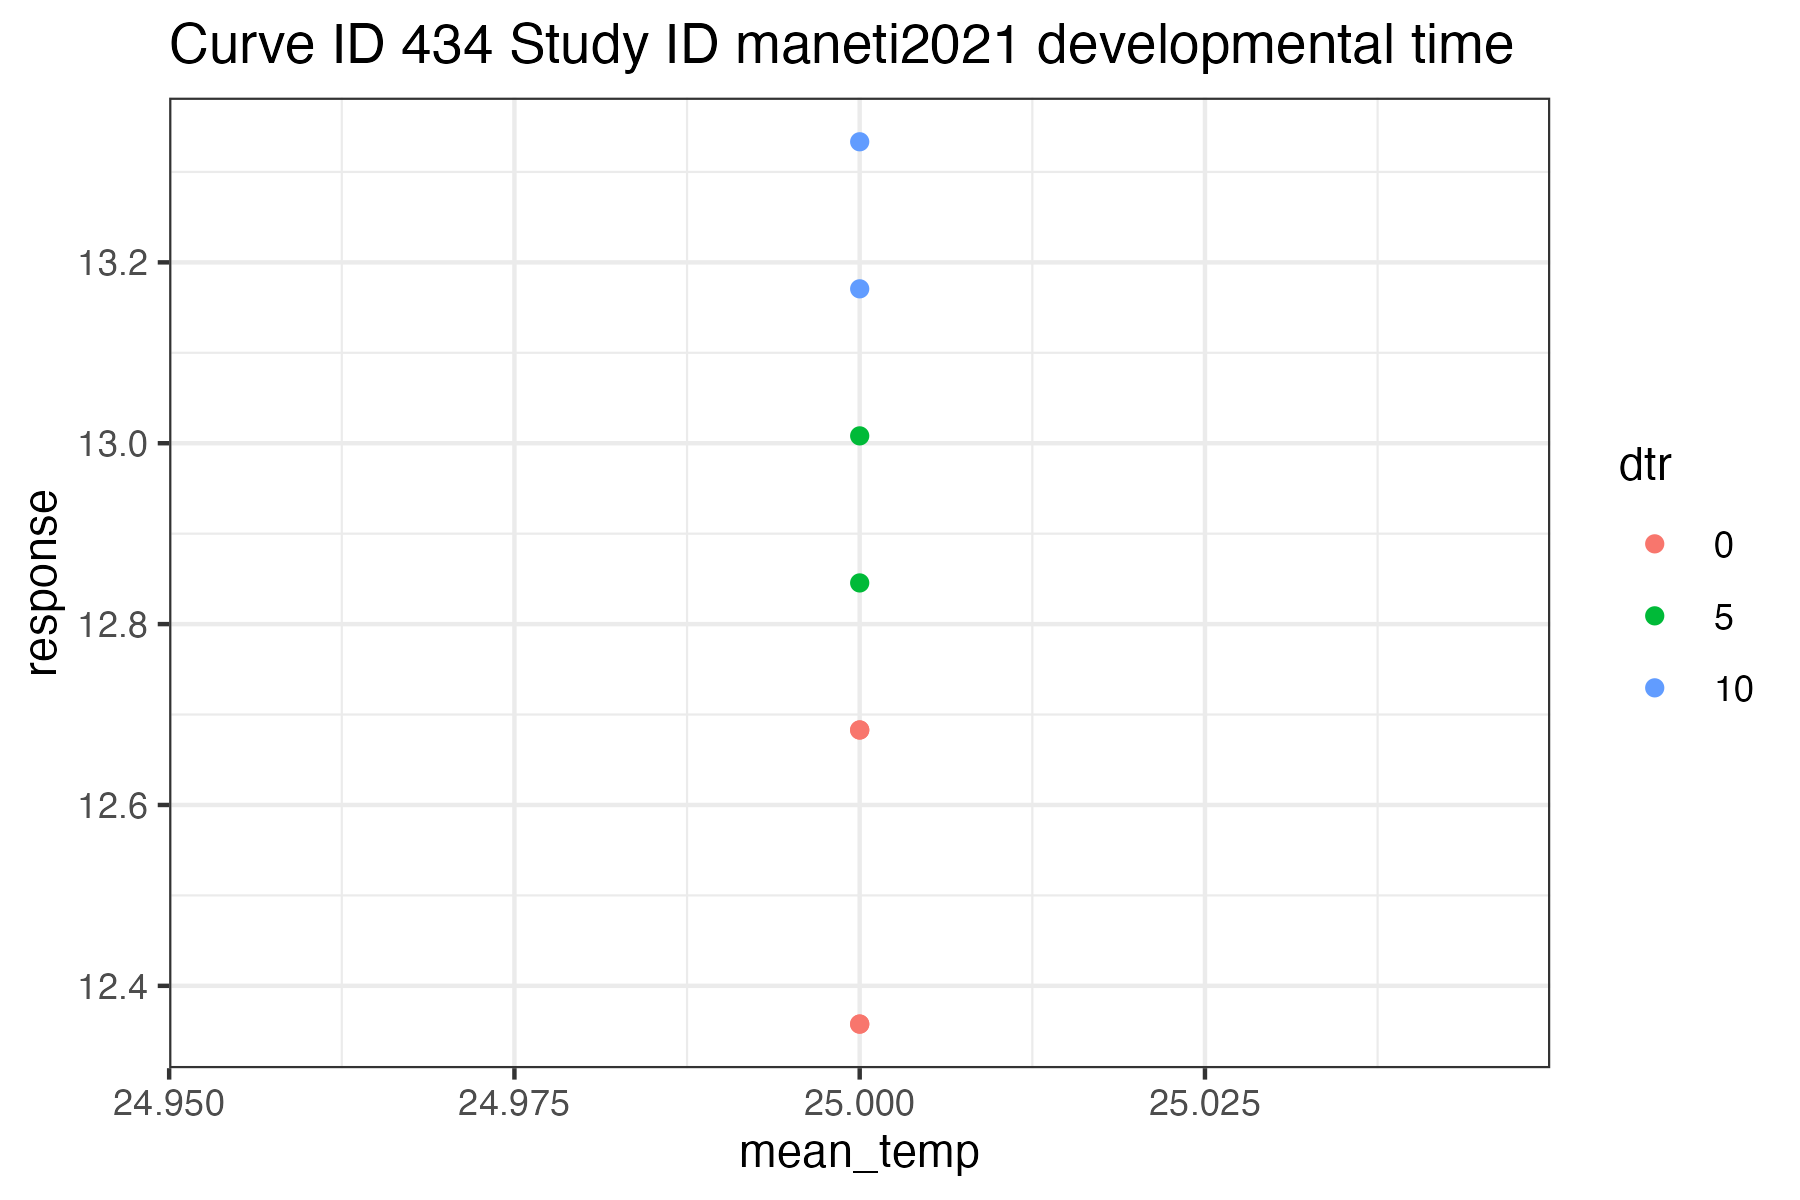 Curve ID 434 Study ID maneti2021 developmental time
response
13.2
13.0
12.8
12.6
12.4
24.950 24.975 25.000 25.025
mean_temp
dtr
0
5
10